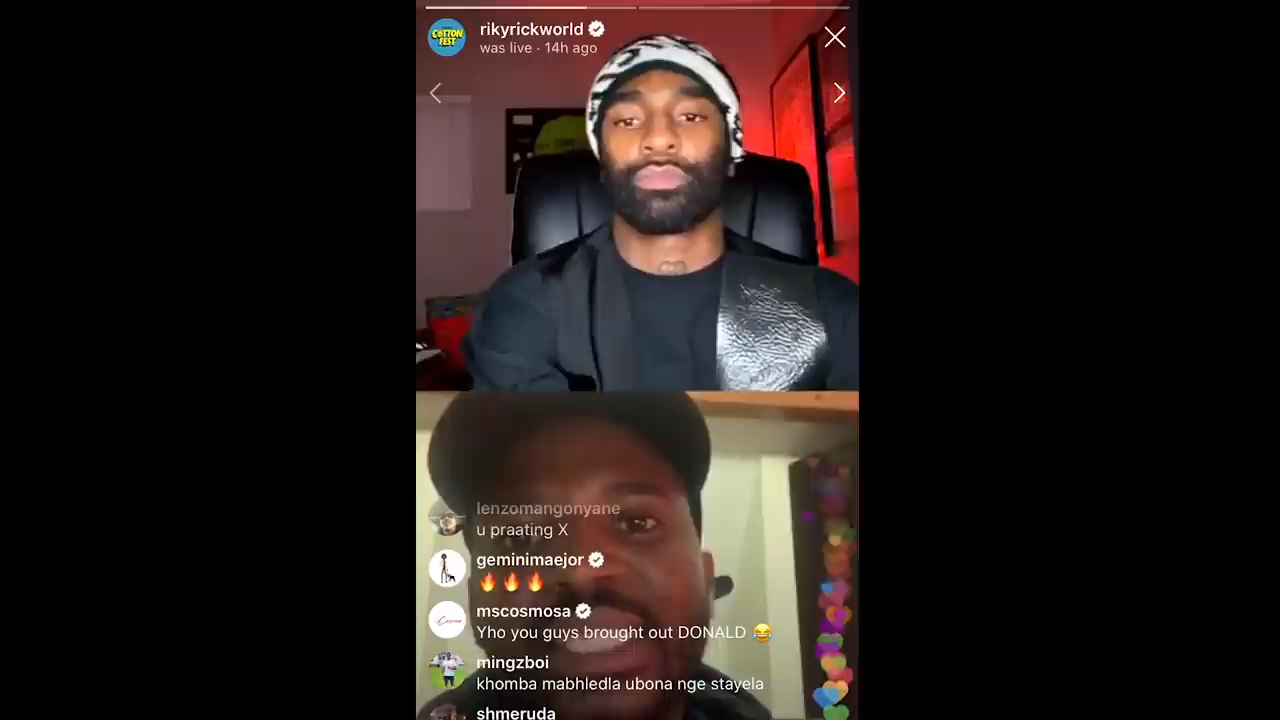 COTTON
FEST
rikyrickworld
was live · 14h ago
lenzomangonyane
u praating X
geminimaejor
🔥🔥🔥
mscosmosa
Yho you guys brought out DONALD 😂
mingzboi
khomba mabhledla ubona nge stayela
shmeruda